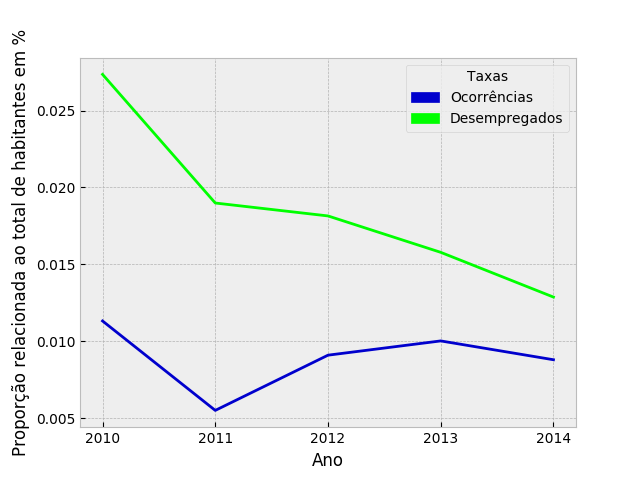 Proporção relacionada ao total de habitantes em %
0.025
0.020
0.015
0.010
0.005
Taxas
Ocorrências
Desempregados
2010 2011 2012 2013 2014
Ano